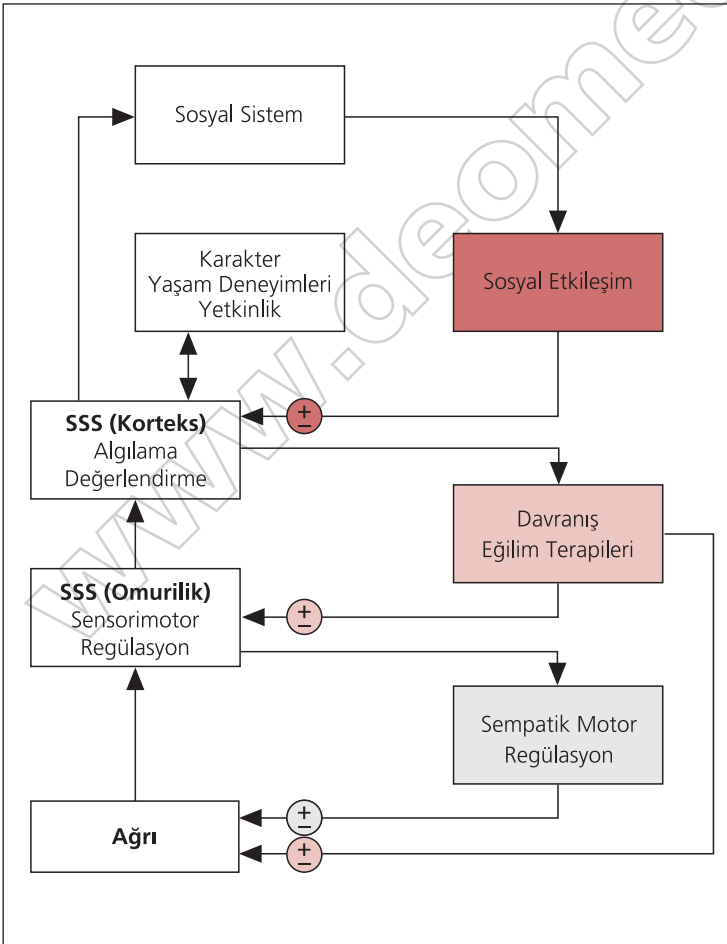 Sosyal Sistem
Karakter
Yaşam Deneyimleri
Yetkinlik
Sosyal Etkileşim
±
SSS (Korteks)
Algılama
Değerlendirme
Davranış
Eğilim Terapileri
±
SSS (Omurilik)
Sensorimotor
Regülasyon
Sempatik Motor
Regülasyon
±
Ağrı
±
www.deomed